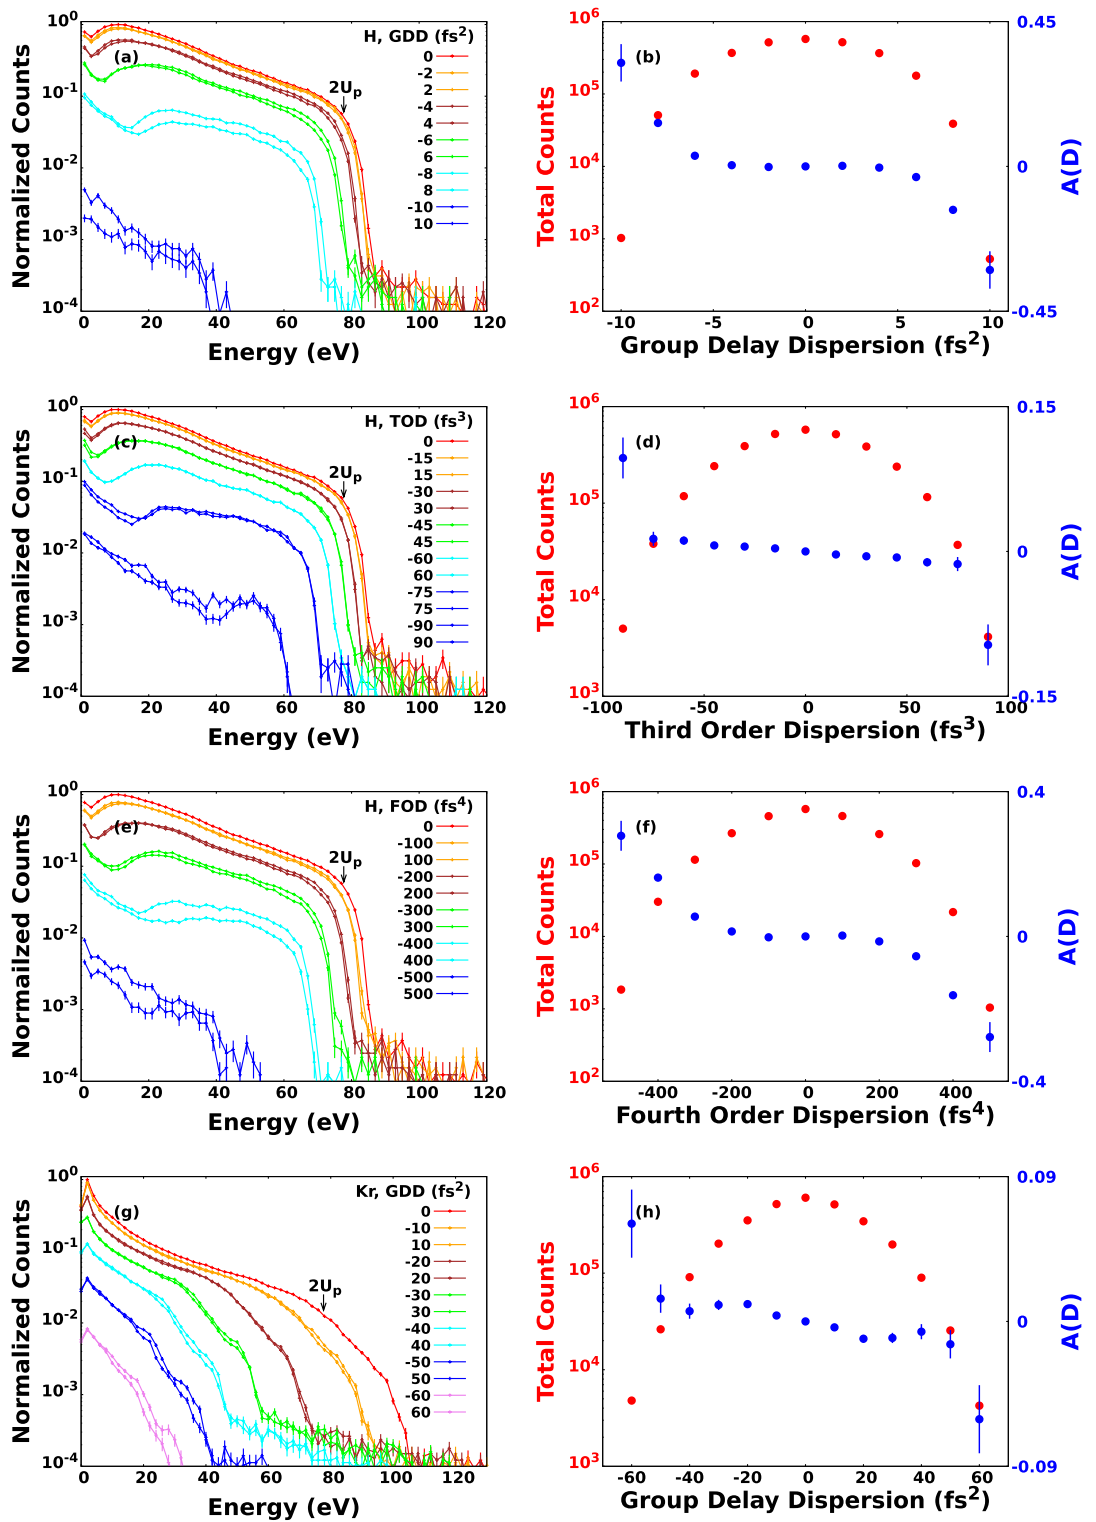 10⁰
10⁻¹
10⁻²
10⁻³
10⁻⁴
Normalized Counts
(a)
H, GDD (fs²)
0
-2
2
-4
4
-6
6
-8
8
-10
10
2Uₚ
0 20 40 60 80 100 120
Energy (eV)
10⁶
10⁵
10⁴
10³
10²
Total Counts
(b)
0.45
0
-0.45
A(D)
-10 -5 0 5 10
Group Delay Dispersion (fs²)
10⁰
10⁻¹
10⁻²
10⁻³
10⁻⁴
Normalized Counts
(c)
H, TOD (fs³)
0
-15
15
-30
30
-45
45
-60
60
-75
75
-90
90
2Uₚ
0 20 40 60 80 100 120
Energy (eV)
10⁶
10⁵
10⁴
10³
Total Counts
(d)
0.15
0
-0.15
A(D)
-100 -50 0 50 100
Third Order Dispersion (fs³)
10⁰
10⁻¹
10⁻²
10⁻³
10⁻⁴
Normailzed Counts
(e)
H, FOD (fs⁴)
0
-100
100
-200
200
-300
300
-400
400
-500
500
2Uₚ
0 20 40 60 80 100 120
Energy (eV)
10⁶
10⁵
10⁴
10³
10²
Total Counts
(f)
0.4
0
-0.4
A(D)
-400 -200 0 200 400
Fourth Order Dispersion (fs⁴)
10⁰
10⁻¹
10⁻²
10⁻³
10⁻⁴
Normalized Counts
(g)
Kr, GDD (fs²)
0
-10
10
-20
20
-30
30
-40
40
-50
50
-60
60
2Uₚ
0 20 40 60 80 100 120
Energy (eV)
10⁶
10⁵
10⁴
10³
Total Counts
(h)
0.09
0
-0.09
A(D)
-60 -40 -20 0 20 40 60
Group Delay Dispersion (fs²)